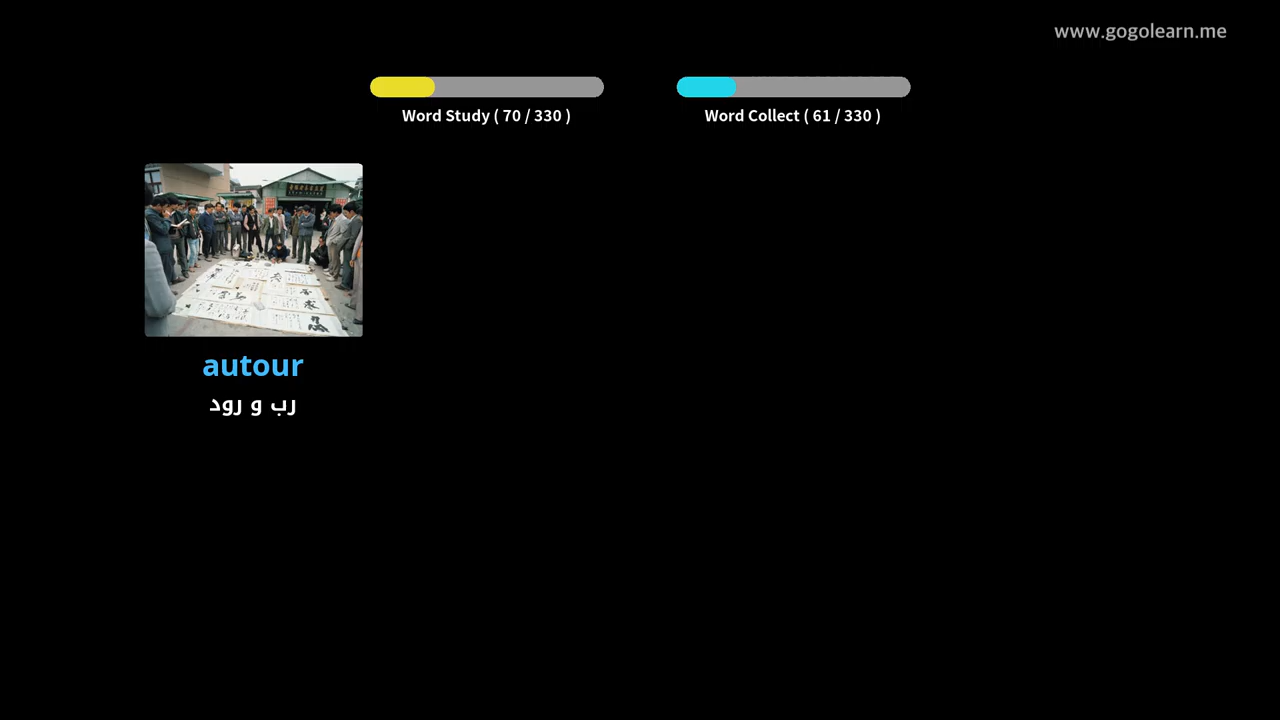 www.gogolearn.me
Word Study ( 70 / 330 )
Word Collect ( 61 / 330 )
autour
رب و رود